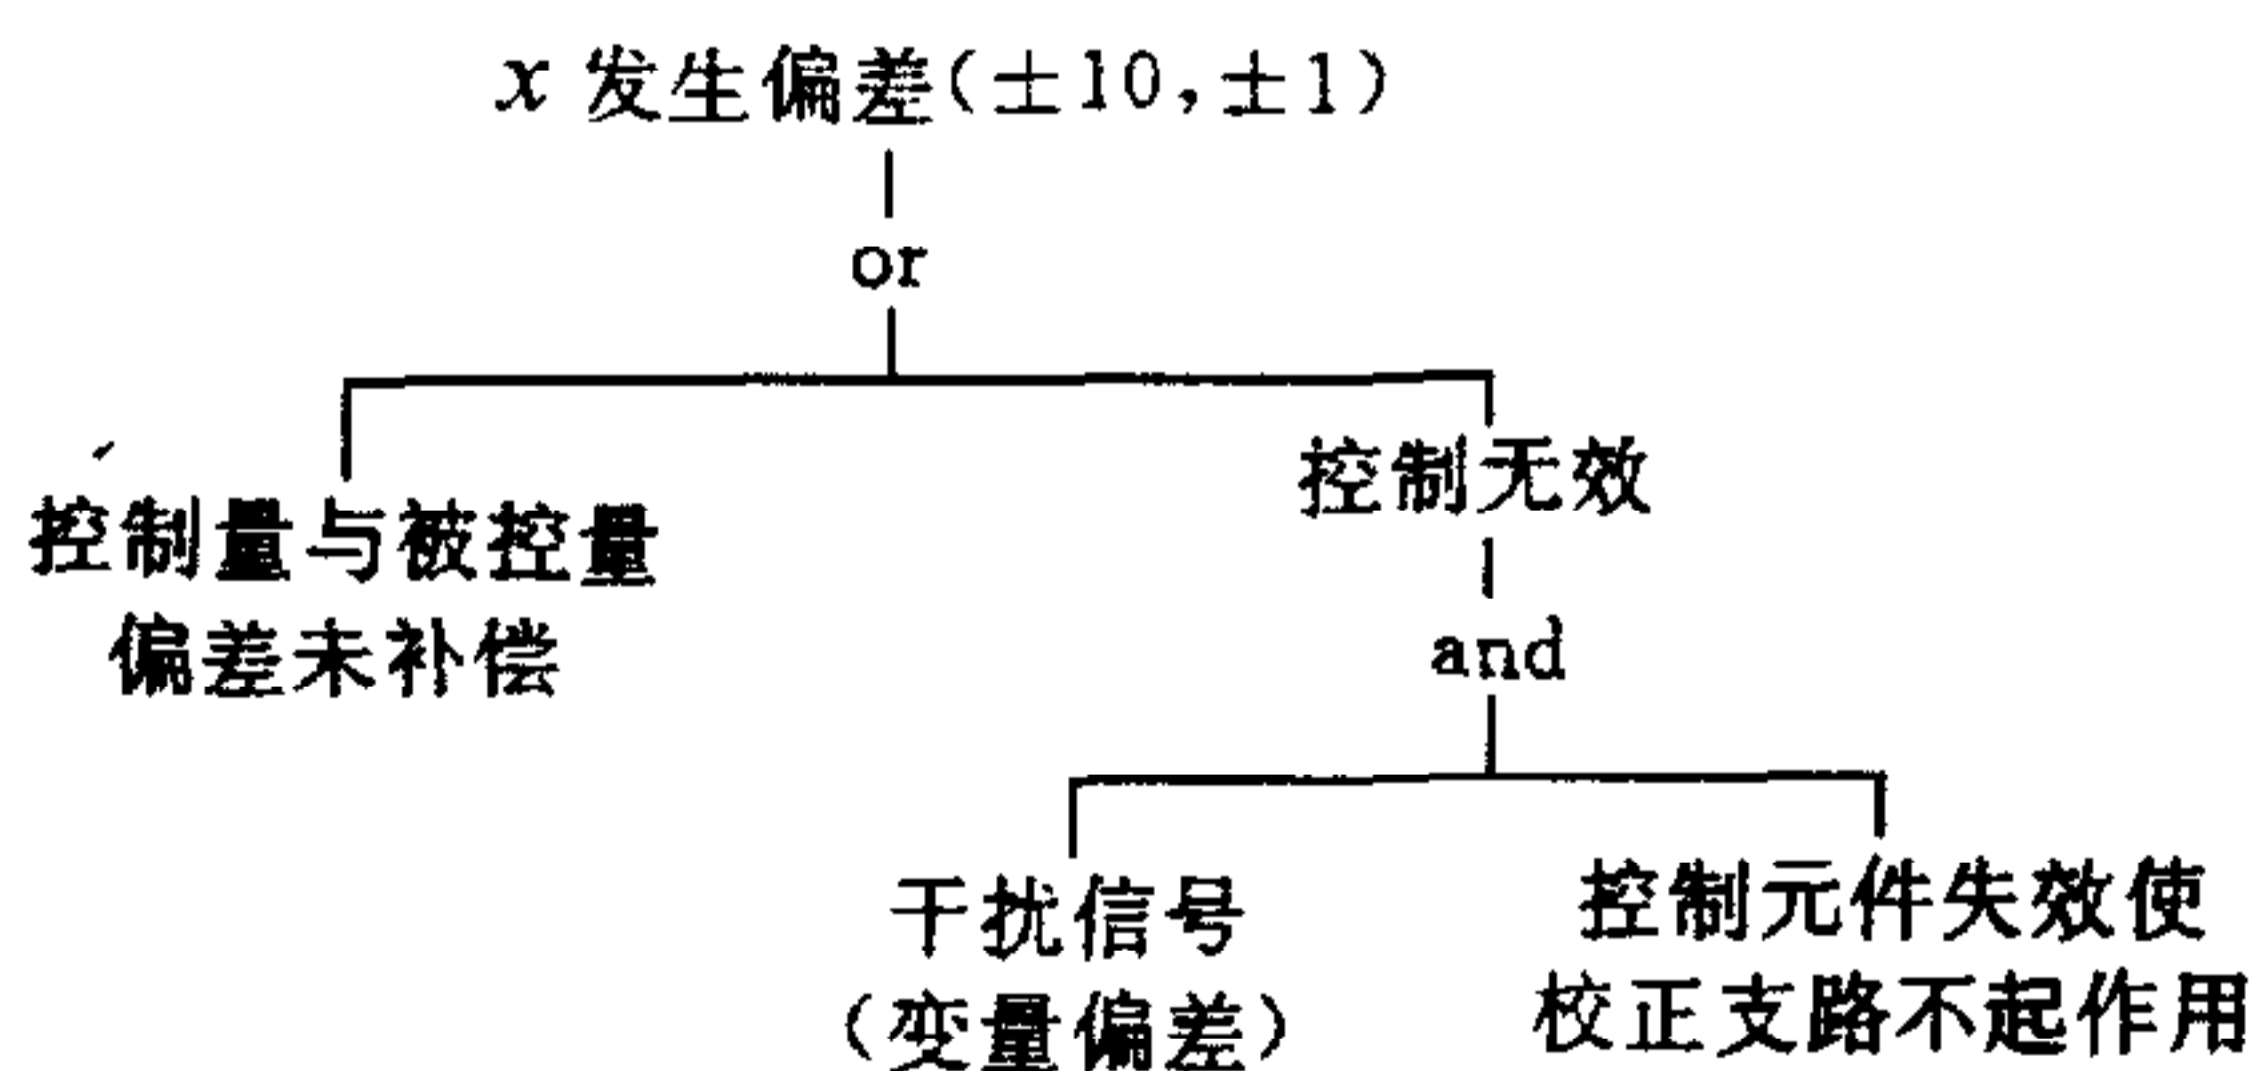 x 发生偏差(±10,±1)
or
控制无效
控制量与被控量
偏差未补偿
and
干扰信号
(变量偏差)
控制元件失效使
校正支路不起作用